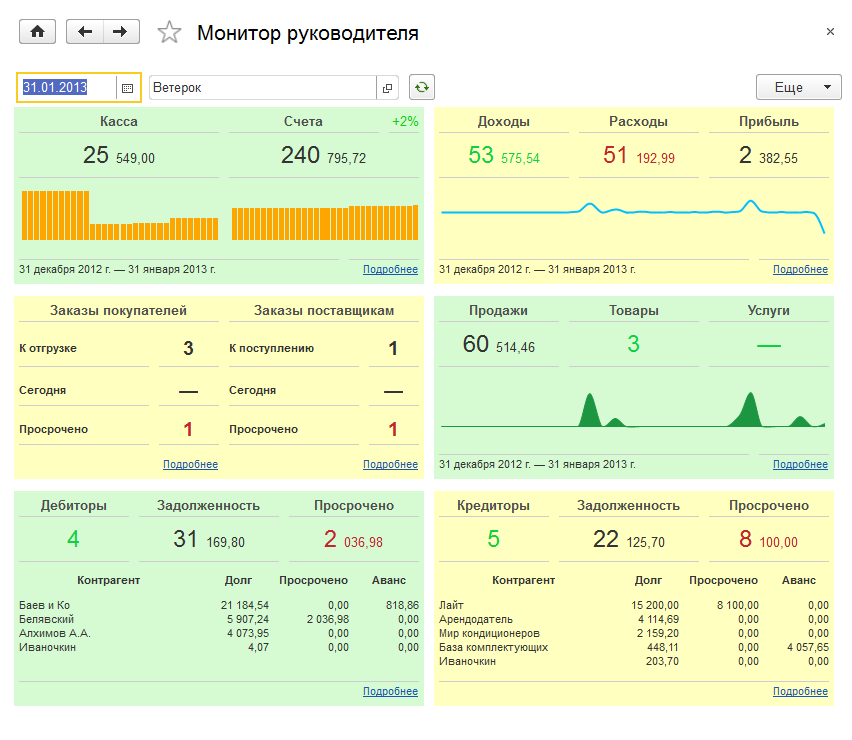 Монитор руководителя
31.01.2013 Ветерок Еще
Касса Счета +2%
25 549,00 240 795,72
31 декабря 2012 г. — 31 января 2013 г. Подробнее
Доходы Расходы Прибыль
53 575,54 51 192,99 2 382,55
31 декабря 2012 г. — 31 января 2013 г. Подробнее
Заказы покупателей Заказы поставщикам
К отгрузке 3 К поступлению 1
Сегодня — Сегодня —
Просрочено 1 Просрочено 1
Подробнее Подробнее
Продажи Товары Услуги
60 514,46 3 —
31 декабря 2012 г. — 31 января 2013 г. Подробнее
Дебиторы Задолженность Просрочено
4 31 169,80 2 036,98
Контрагент Долг Просрочено Аванс
Баев и Ко 21 184,54 0,00 818,86
Белявский 5 907,24 2 036,98 0,00
Алхимов А.А. 4 073,95 0,00 0,00
Иваночкин 4,07 0,00 0,00
Подробнее
Кредиторы Задолженность Просрочено
5 22 125,70 8 100,00
Контрагент Долг Просрочено Аванс
Лайт 15 200,00 8 100,00 0,00
Арендодатель 4 114,69 0,00 0,00
Мир кондиционеров 2 159,20 0,00 0,00
База комплектующих 448,11 0,00 4 057,65
Иваночкин 203,70 0,00 0,00
Подробнее